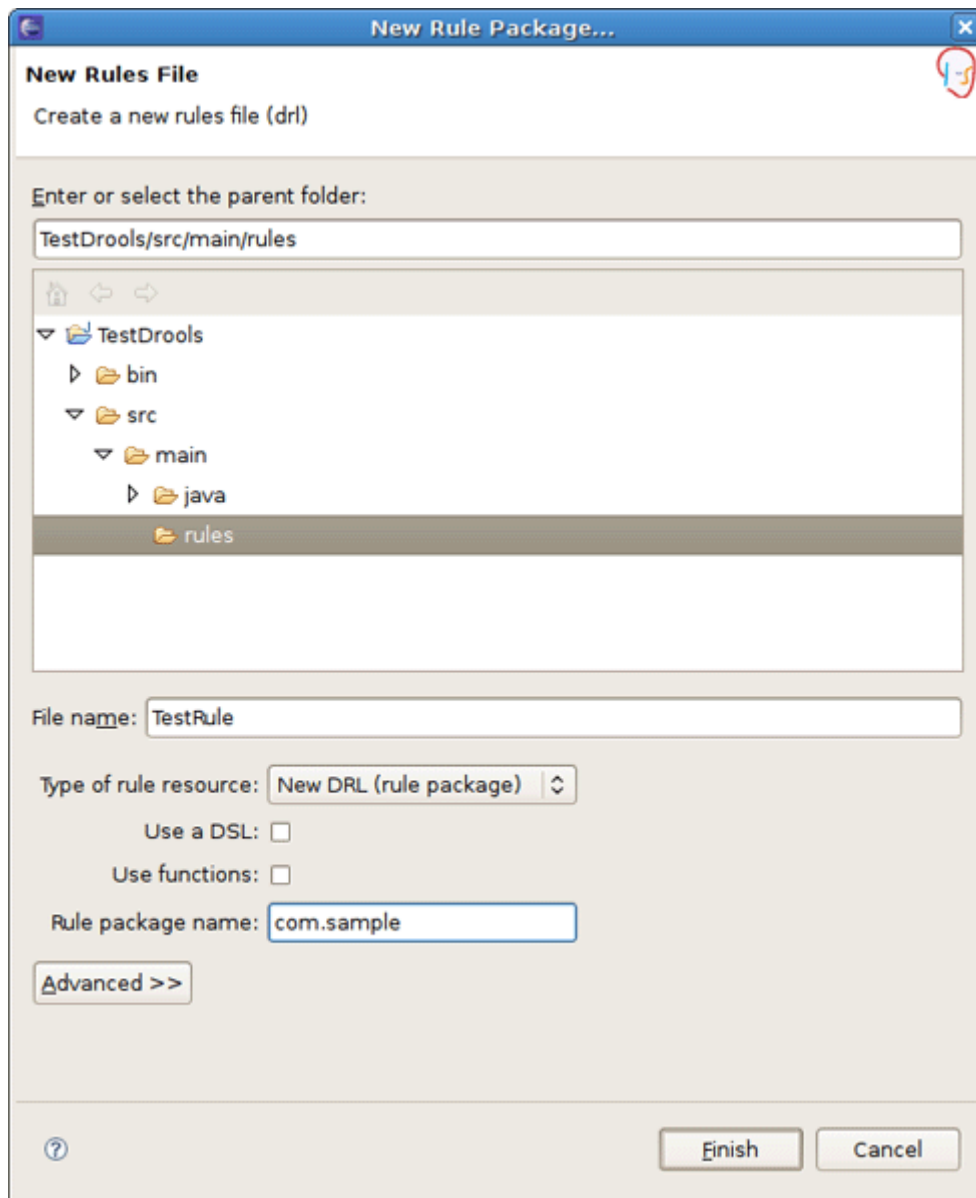 New Rule Package...
New Rules File
Create a new rules file (drl)
Enter or select the parent folder:
TestDrools/src/main/rules
TestDrools
bin
src
main
java
rules
File name: TestRule
Type of rule resource: New DRL (rule package)
Use a DSL:
Use functions:
Rule package name: com.sample
Advanced >>
? Finish Cancel